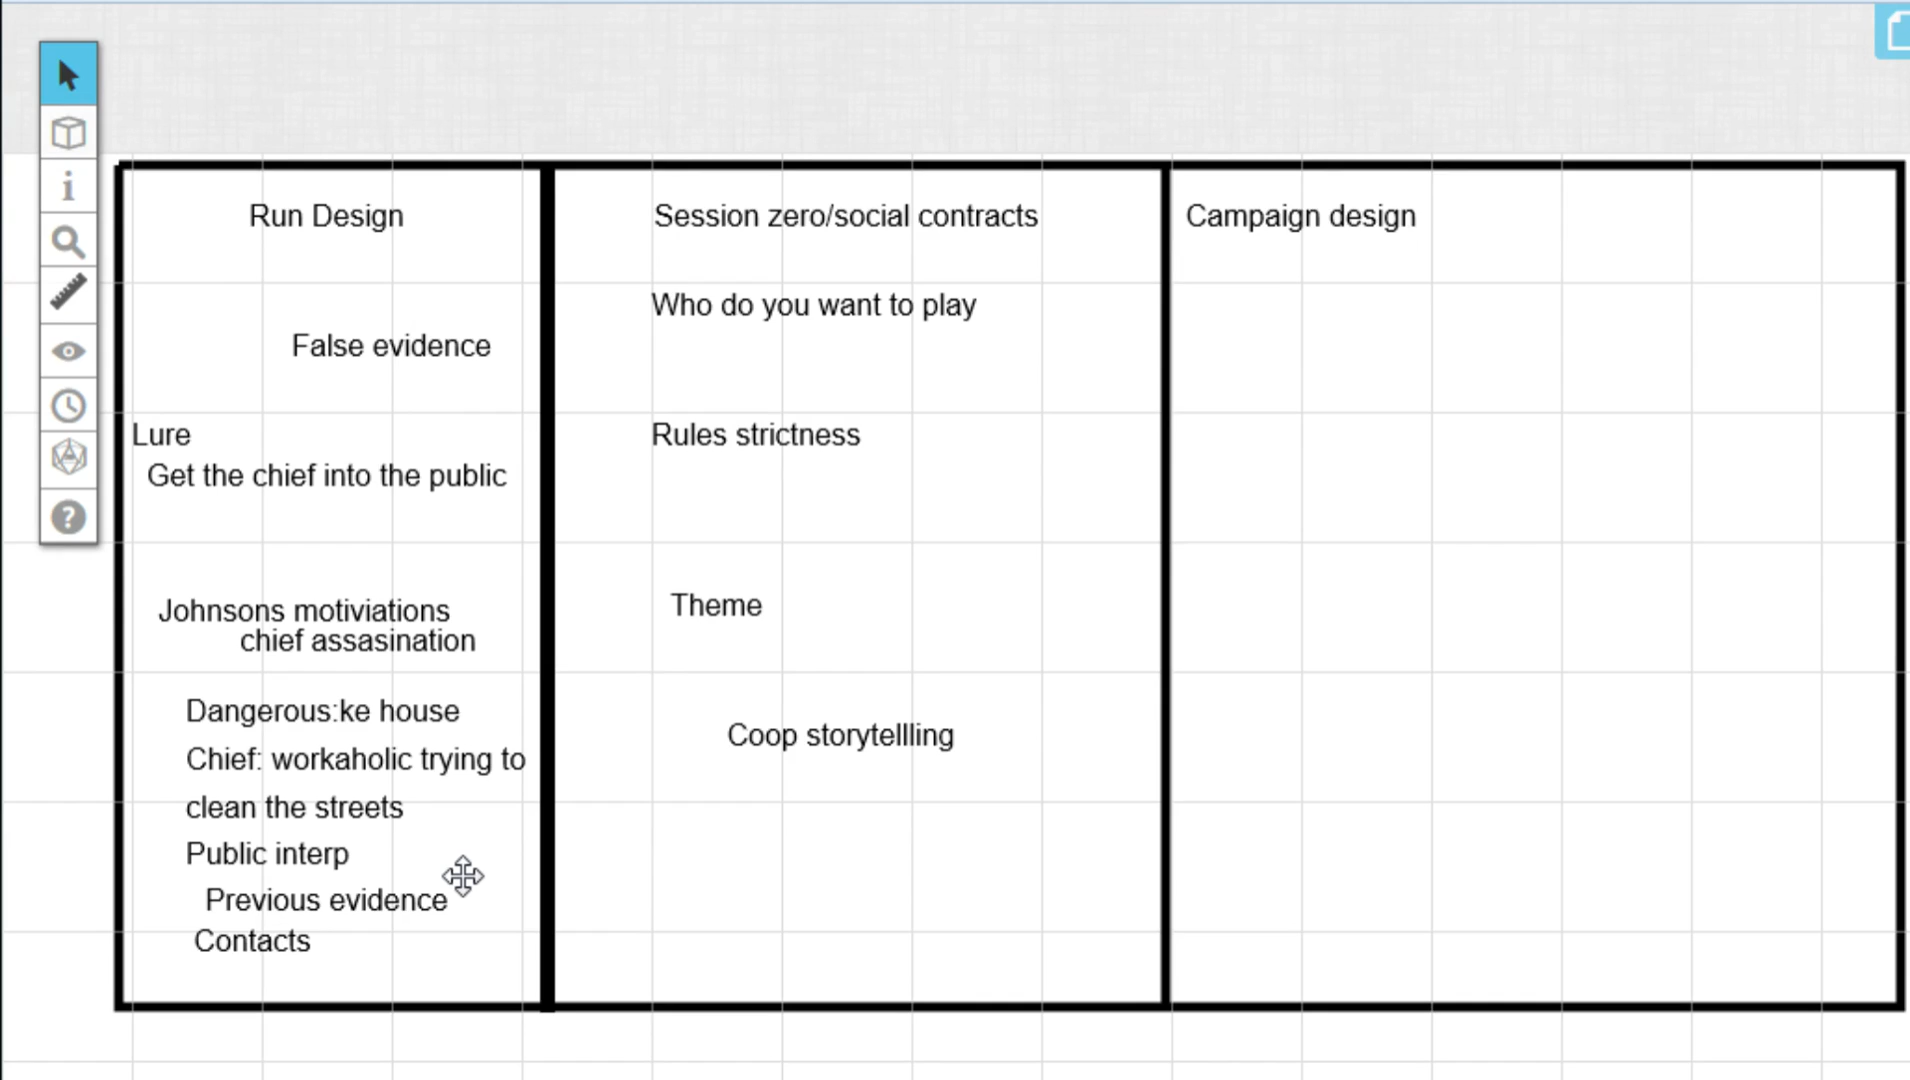 Run Design
False evidence
Lure
Get the chief into the public
Johnsons motiviations
chief assasination
Dangerous:ke house
Chief: workaholic trying to
clean the streets
Public interp
Previous evidence
Contacts
Session zero/social contracts
Who do you want to play
Rules strictness
Theme
Coop storytellling
Campaign design